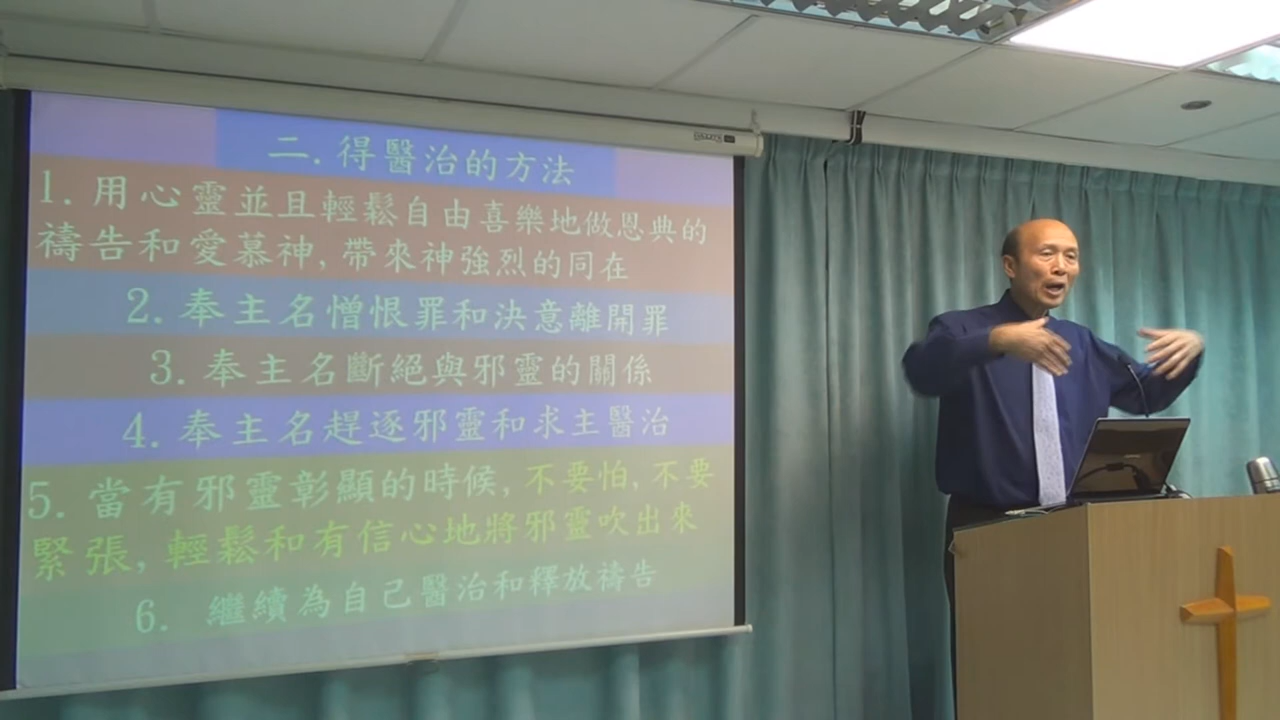 二. 得醫治的方法
1. 用心靈並且輕鬆自由喜樂地做恩典的
禱告和愛慕神, 帶來神強烈的同在
2. 奉主名憎恨罪和決意離開罪
3. 奉主名斷絕與邪靈的關係
4. 奉主名趕逐邪靈和求主醫治
5. 當有邪靈彰顯的時候, 不要怕, 不要
緊張, 輕鬆和有信心地將邪靈吹出來
6. 繼續為自己醫治和釋放禱告